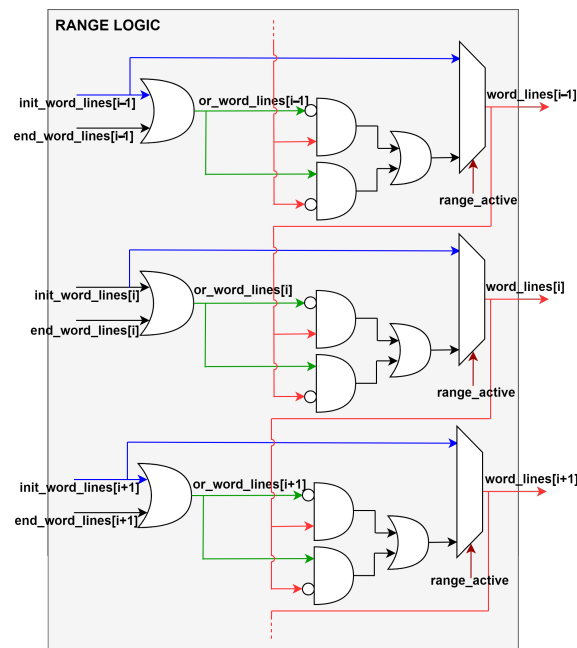 RANGE LOGIC
init_word_lines[i-1]
or_word_lines[i-1]
word_lines[i-1]
end_word_lines[i-1]
range_active
init_word_lines[i]
or_word_lines[i]
word_lines[i]
end_word_lines[i]
range_active
init_word_lines[i+1]
or_word_lines[i+1]
word_lines[i+1]
end_word_lines[i+1]
range_active